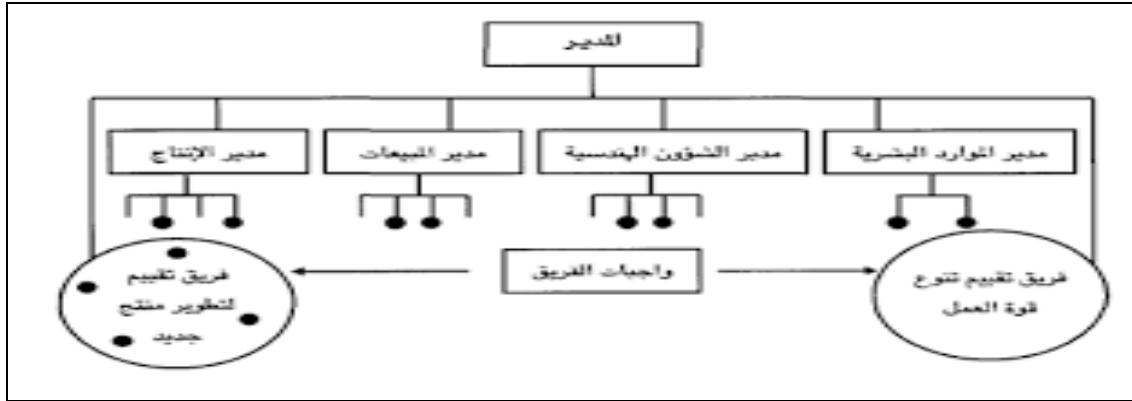 المدير
مدير الموارد البشرية
مدير الشؤون الهندسية
مدير المبيعات
مدير الإنتاج
فريق تقييم تنوع
قوة العمل
واجبات الفريق
فريق تقييم
لتطوير منتج
جديد